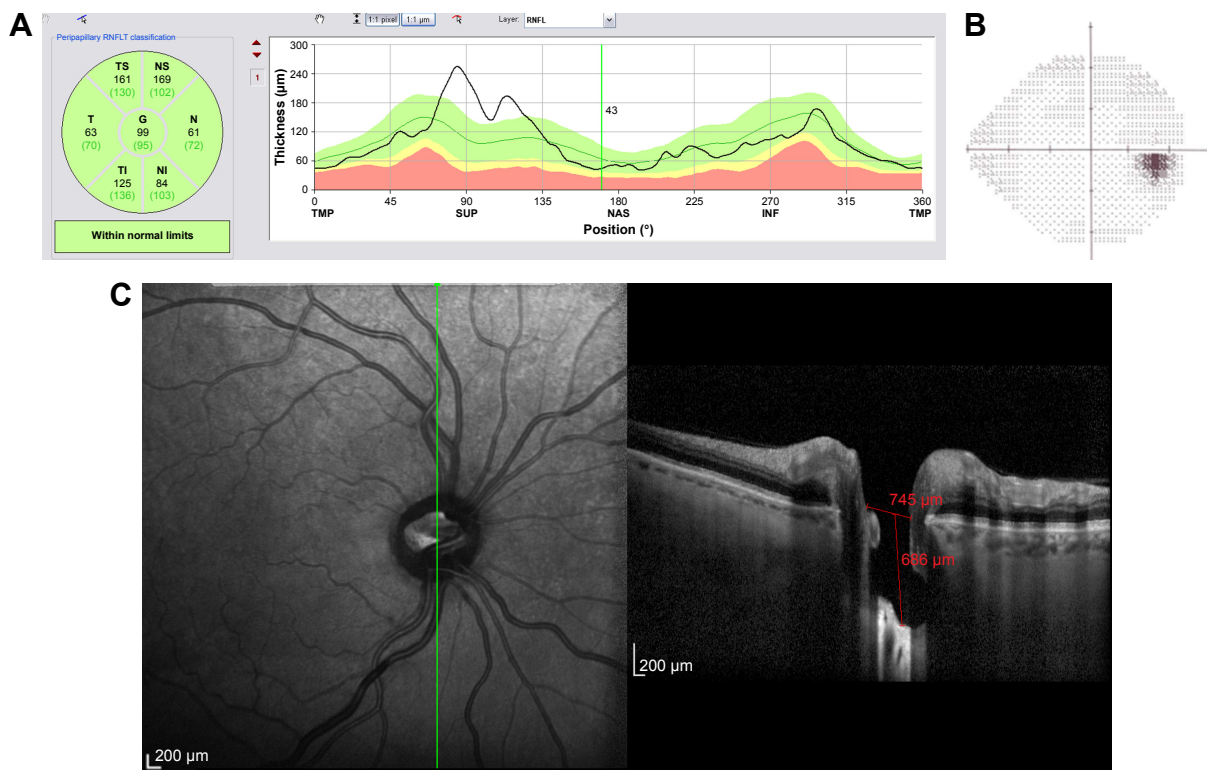 A
B
1:1 pixel 1:1 µm Layer: RNFL
Peripapillary RNFLT classification
TS
161
(130)
NS
169
(102)
T
63
(70)
G
99
(95)
N
61
(72)
TI
125
(136)
NI
84
(103)
Within normal limits
1
Thickness (µm)
300
240
180
120
60
0
43
0 45 90 135 180 225 270 315 360
TMP SUP NAS INF TMP
Position (°)
C
200 µm
745 µm
686 µm
200 µm